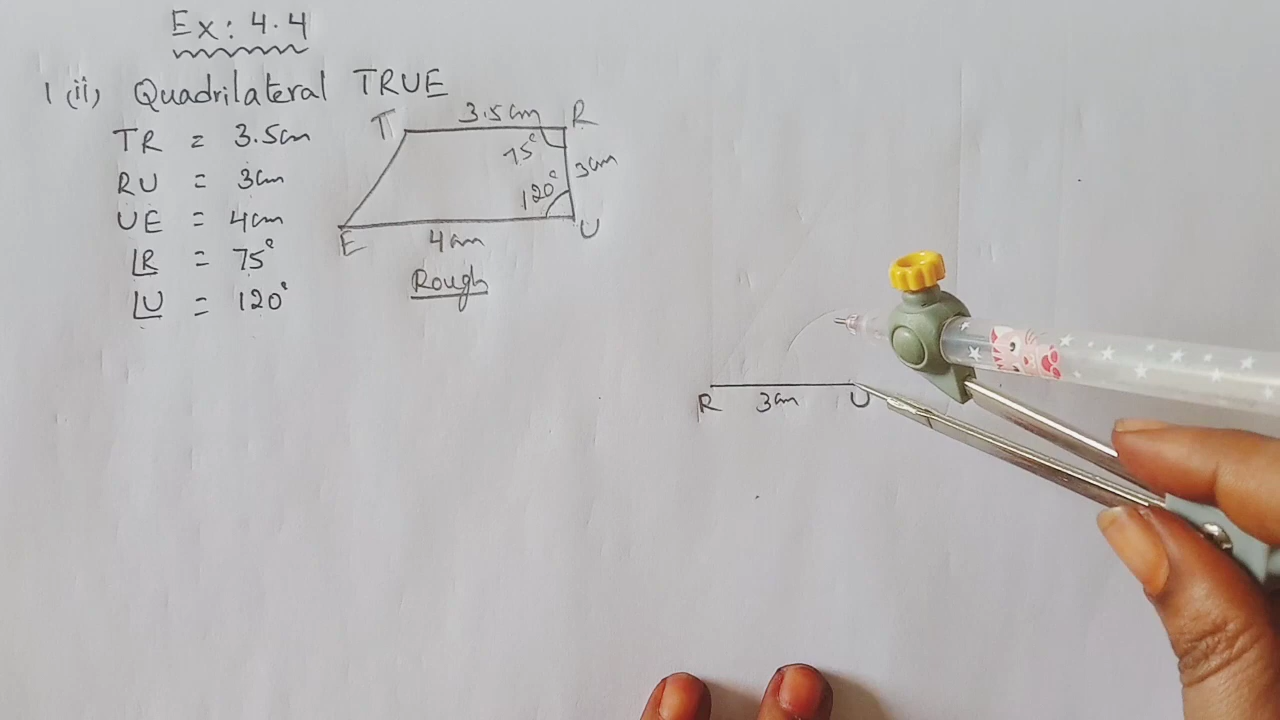 Ex: 4.4
1 (ii) Quadrilateral TRUE
TR = 3.5cm
RU = 3cm
UE = 4cm
∠R = 75°
∠U = 120°
T 3.5cm R
75°
3cm
120°
E 4cm U
Rough
R 3cm U